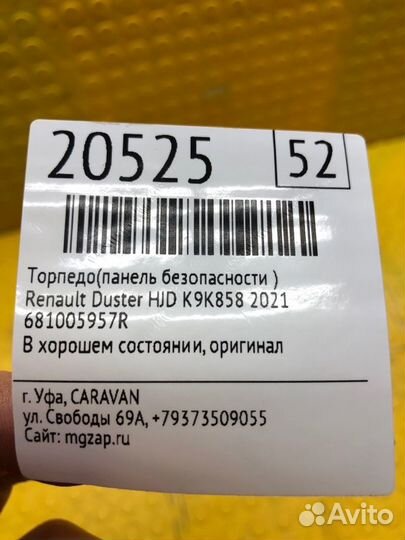 20525
52
Торпедо(панель безопасности )
Renault Duster HJD K9K858 2021
681005957R
В хорошем состоянии, оригинал
г. Уфа, CARAVAN
ул. Свободы 69А, +79373509055
Сайт: mgzap.ru
Avito